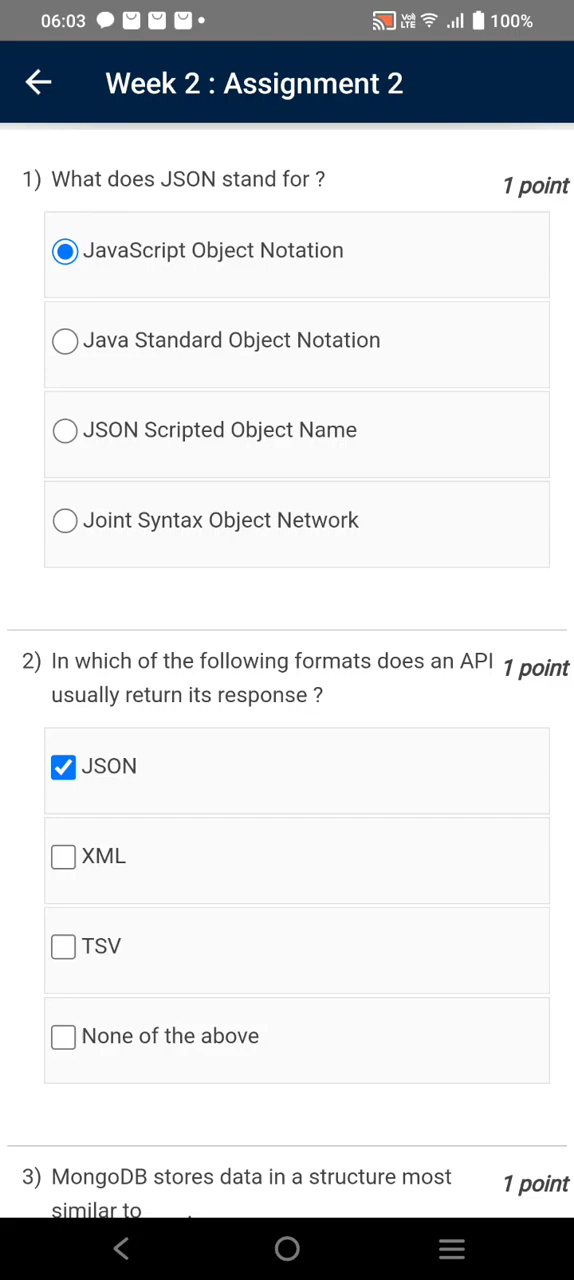 06:03 VoI LTE 100%
Week 2 : Assignment 2
1) What does JSON stand for ?
1 point
JavaScript Object Notation
Java Standard Object Notation
JSON Scripted Object Name
Joint Syntax Object Network
2) In which of the following formats does an API
usually return its response ?
1 point
JSON
XML
TSV
None of the above
3) MongoDB stores data in a structure most
similar to ____.
1 point